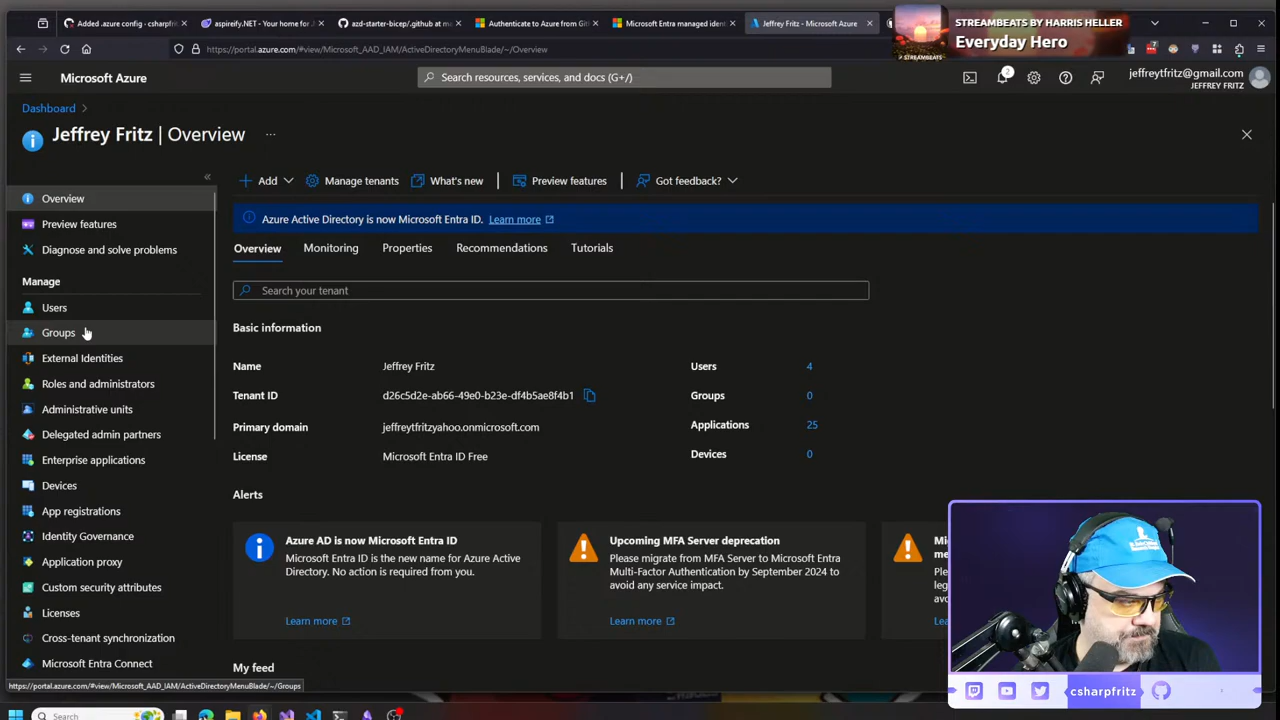 Added .azure config - csharpfrit
aspireify.NET - Your home for
azd-starter-bicep/.github at m
Authenticate to Azure from Git
Microsoft Entra managed ident
Jeffrey Fritz - Microsoft Azure
STREAMBEATS BY HARRIS HELLER
Everyday Hero
STREAMBEATS
https://portal.azure.com/#view/Microsoft_AAD_IAM/ActiveDirectoryMenuBlade/~/Overview
Microsoft Azure
Search resources, services, and docs (G+/)
2
jeffreytfritz@gmail.com
JEFFREY FRITZ
Dashboard >
Jeffrey Fritz | Overview
...
Add
Manage tenants
What's new
Preview features
Got feedback?
Azure Active Directory is now Microsoft Entra ID. Learn more
Overview
Preview features
Diagnose and solve problems
Manage
Users
Groups
External Identities
Roles and administrators
Administrative units
Delegated admin partners
Enterprise applications
Devices
App registrations
Identity Governance
Application proxy
Custom security attributes
Licenses
Cross-tenant synchronization
Microsoft Entra Connect
Overview
Monitoring
Properties
Recommendations
Tutorials
Search your tenant
Basic information
Name Jeffrey Fritz
Tenant ID d26c5d2e-ab66-49e0-b23e-df4b5ae8f4b1
Primary domain jeffreytfritzyahoo.onmicrosoft.com
License Microsoft Entra ID Free
Users 4
Groups 0
Applications 25
Devices 0
Alerts
Azure AD is now Microsoft Entra ID
Microsoft Entra ID is the new name for Azure Active
Directory. No action is required from you.
Learn more
Upcoming MFA Server deprecation
Please migrate from MFA Server to Microsoft Entra
Multi-Factor Authentication by September 2024 to
avoid any service impact.
Learn more
My feed
https://portal.azure.com/#view/Microsoft_AAD_IAM/ActiveDirectoryMenuBlade/~/Groups
csharpfritz
Search